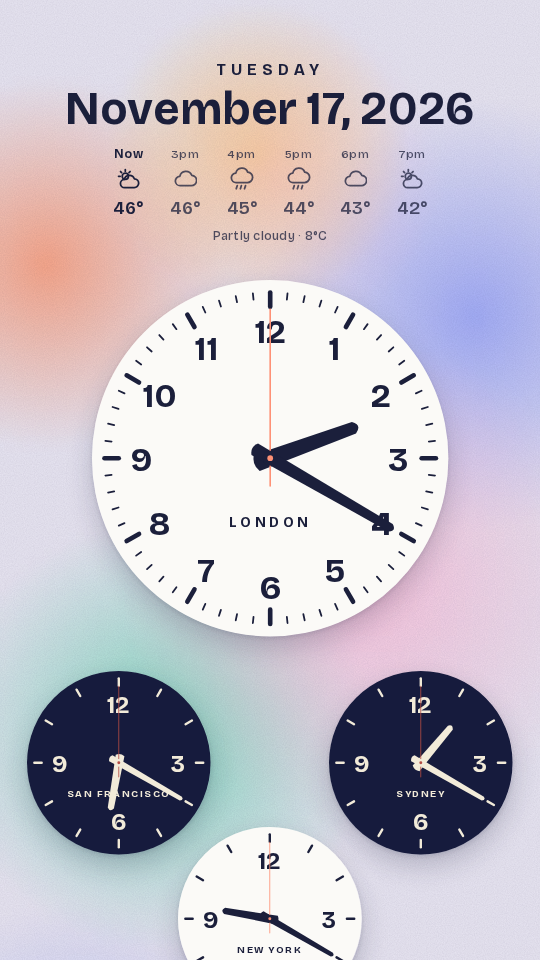 TUESDAY
November 17, 2026
Now 3pm 4pm 5pm 6pm 7pm
46° 46° 45° 44° 43° 42°
Partly cloudy · 8°C
12
11 1
10 2
9 3
LONDON
8 4
7 5
6
12
9 3
SAN FRANCISCO
6
12
9 3
SYDNEY
6
12
9 3
NEW YORK